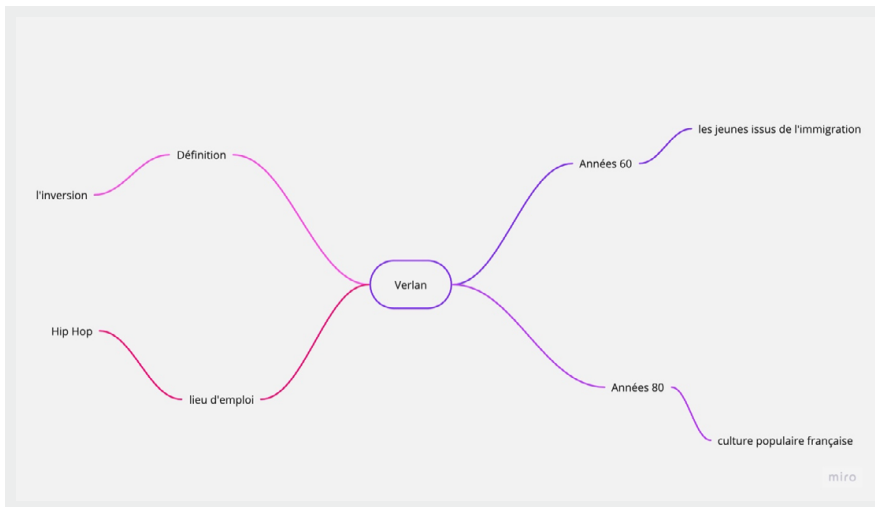 Définition
l'inversion
Verlan
Hip Hop
lieu d'emploi
Années 60
les jeunes issus de l'immigration
Années 80
culture populaire française
miro